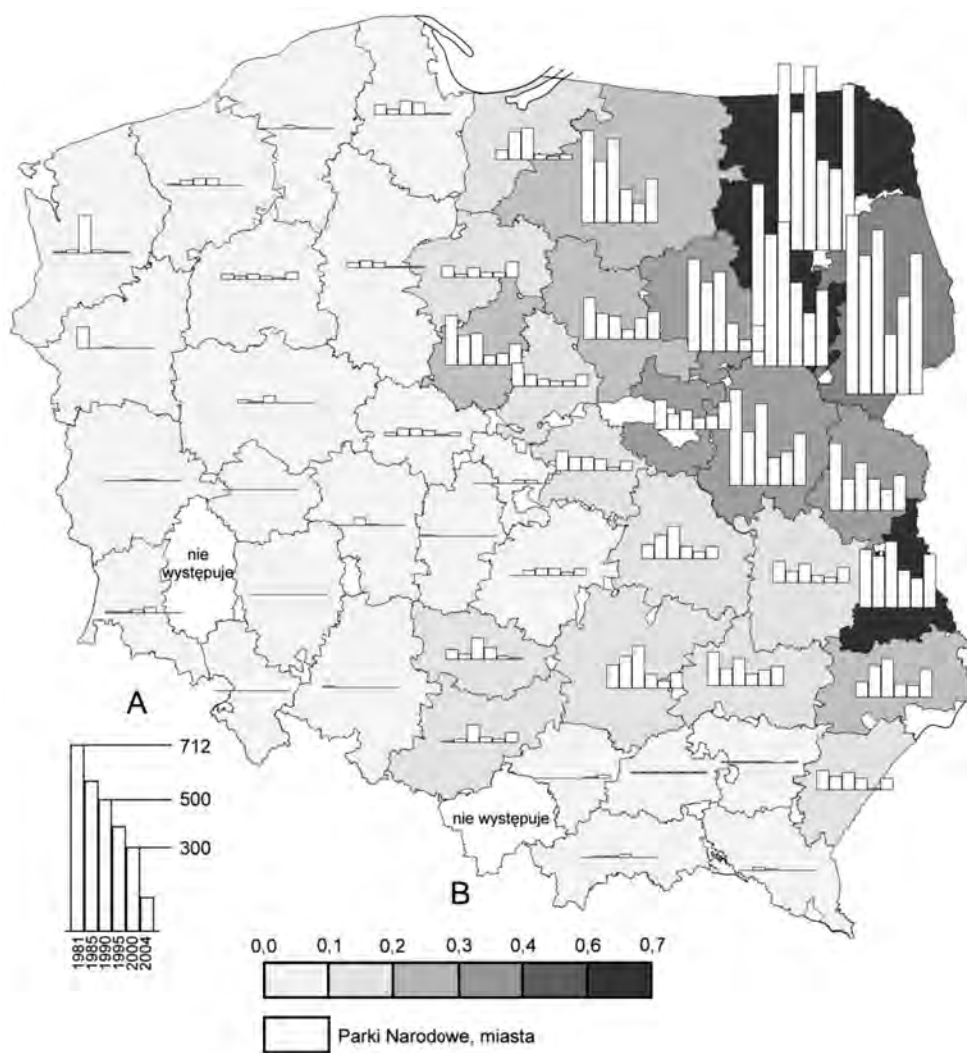 nie
występuje
A
712
500
300
1981
1985
1990
1995
2000
2004
nie występuje
B
0,0 0,1 0,2 0,3 0,4 0,6 0,7
Parki Narodowe, miasta